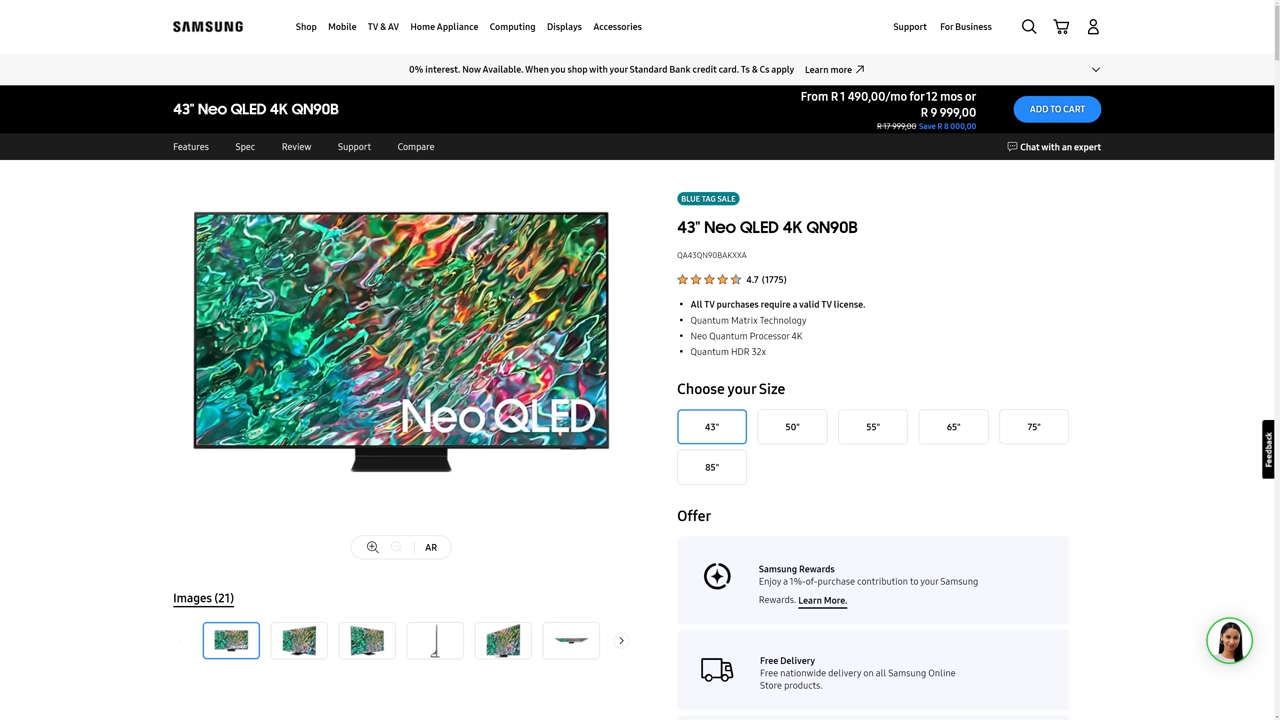 SAMSUNG
Shop
Mobile
TV & AV
Home Appliance
Computing
Displays
Accessories
Support
For Business
0% interest. Now Available. When you shop with your Standard Bank credit card. Ts & Cs apply
Learn more
43" Neo QLED 4K QN90B
From R 1 490,00/mo for 12 mos or
R 9 999,00
R 17 999,00 Save R 8 000,00
ADD TO CART
Features
Spec
Review
Support
Compare
Chat with an expert
BLUE TAG SALE
43" Neo QLED 4K QN90B
QA43QN90BAKXXA
4.7 (1775)
All TV purchases require a valid TV license.
Quantum Matrix Technology
Neo Quantum Processor 4K
Quantum HDR 32x
Neo QLED
Choose your Size
43"
50"
55"
65"
75"
85"
Feedback
Offer
AR
Samsung Rewards
Enjoy a 1%-of-purchase contribution to your Samsung
Rewards. Learn More.
Images (21)
Free Delivery
Free nationwide delivery on all Samsung Online
Store products.